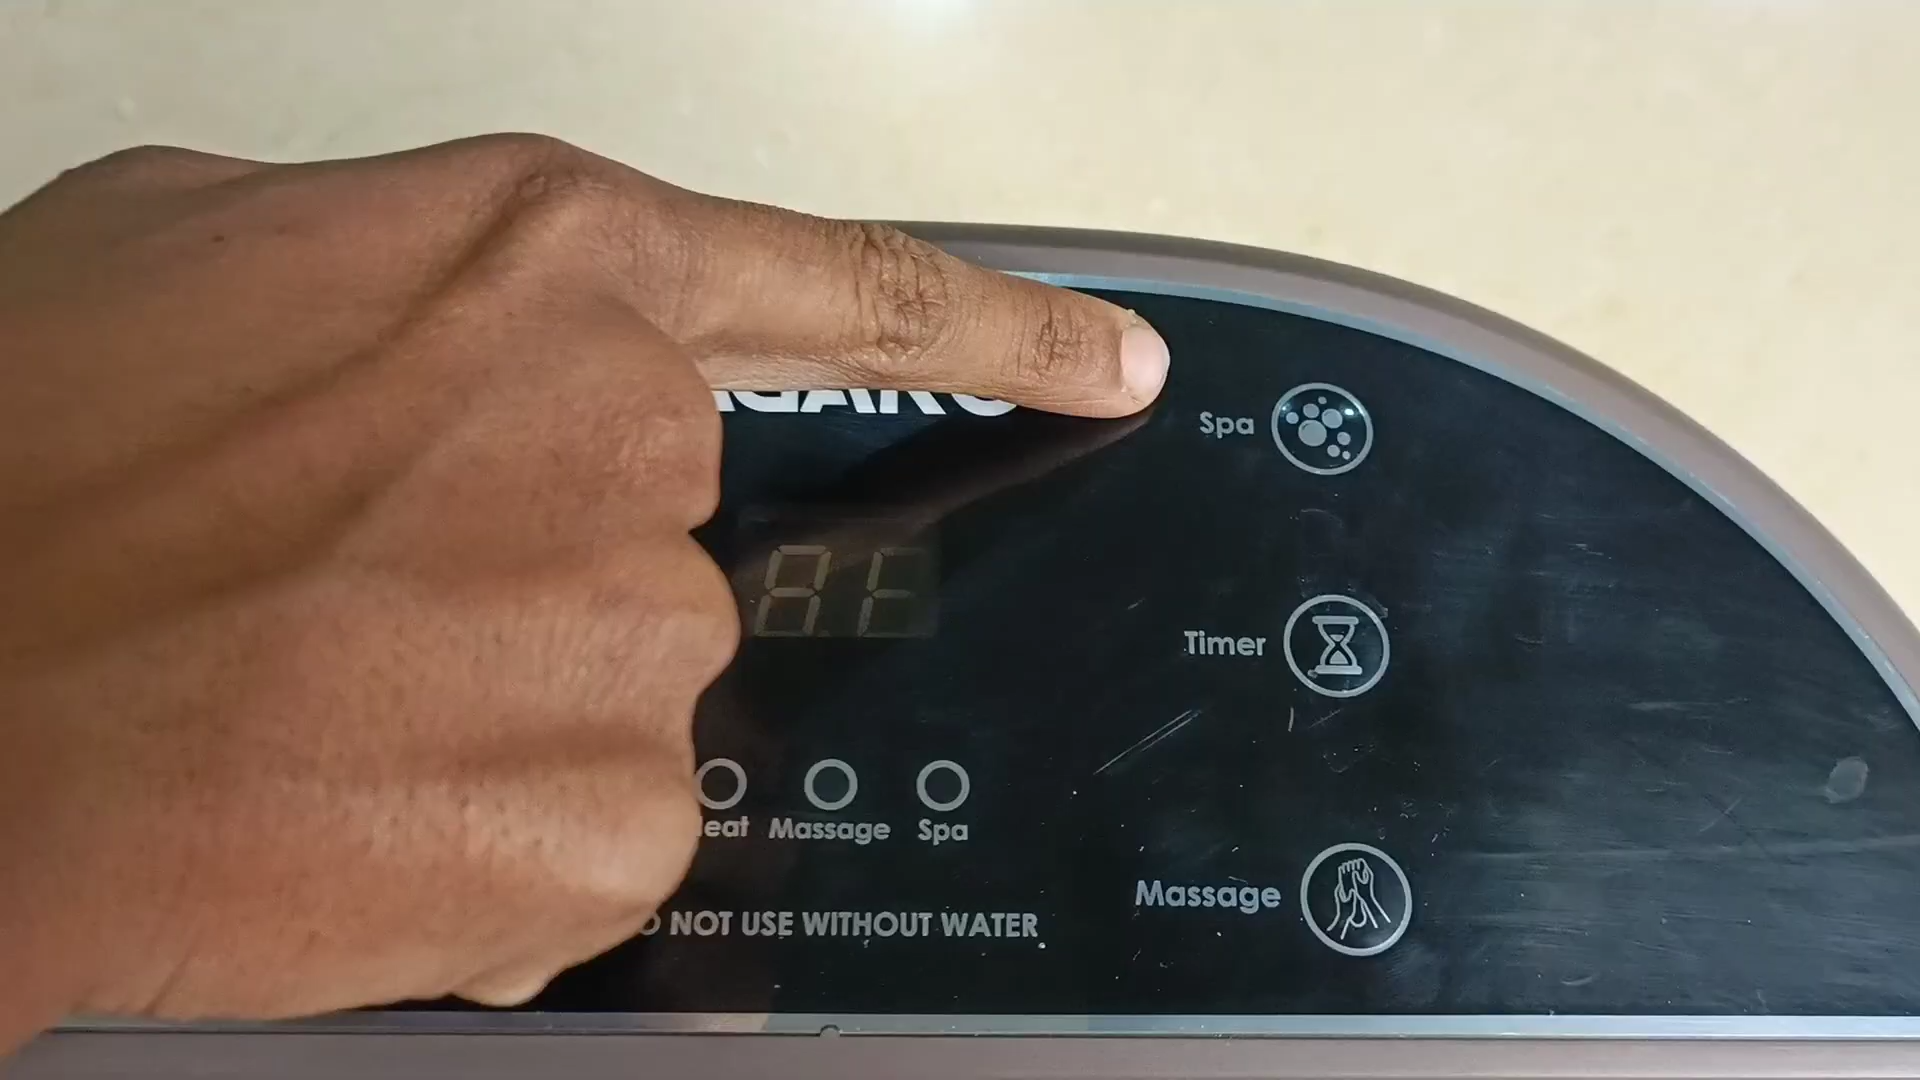 Spa
Timer
Massage Spa
NOT USE WITHOUT WATER
Massage